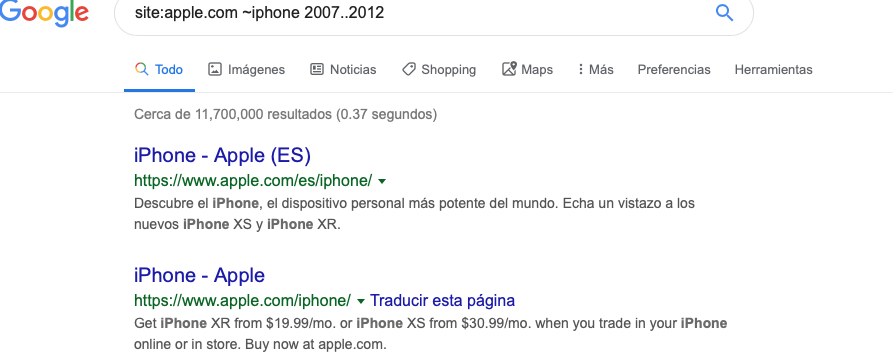 Google
site:apple.com ~iphone 2007..2012
Todo Imágenes Noticias Shopping Maps Más Preferencias Herramientas
Cerca de 11,700,000 resultados (0.37 segundos)
iPhone - Apple (ES)
https://www.apple.com/es/iphone/
Descubre el iPhone, el dispositivo personal más potente del mundo. Echa un vistazo a los
nuevos iPhone XS y iPhone XR.
iPhone - Apple
https://www.apple.com/iphone/ Traducir esta página
Get iPhone XR from $19.99/mo. or iPhone XS from $30.99/mo. when you trade in your iPhone
online or in store. Buy now at apple.com.